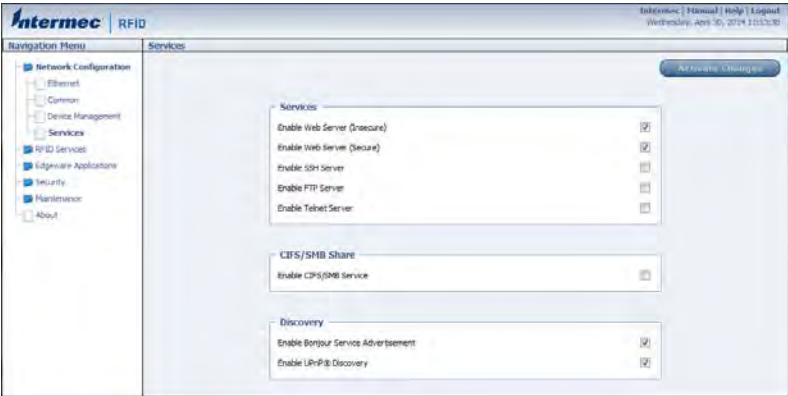 Intermec | RFID
Intermec | Manual | Help | Logout
Wednesday, April 30, 2014
Navigation Menu
Services
Network Configuration
Ethernet
Common
Device Management
Services
RFID Services
Edgeware Applications
Security
Maintenance
About
Activate Changes
Services
Enable Web Server (Insecure)
Enable Web Server (Secure)
Enable SSH Server
Enable FTP Server
Enable Telnet Server
CIFS/SMB Share
Enable CIFS/SMB Service
Discovery
Enable Bonjour Service Advertisement
Enable UPnP® Discovery